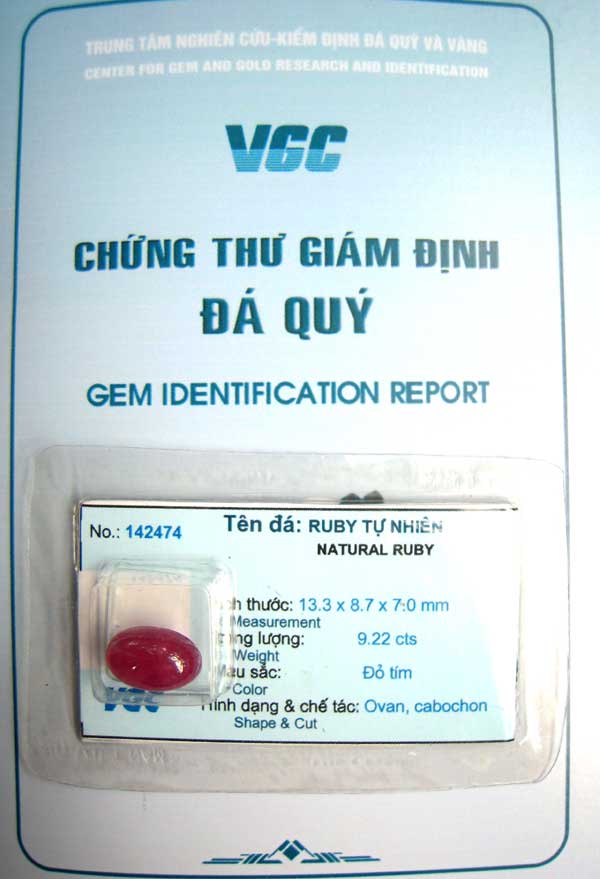 TRUNG TÂM NGHIÊN CỨU-KIỂM ĐỊNH ĐÁ QUÝ VÀ VÀNG
CENTER FOR GEM AND GOLD RESEARCH AND IDENTIFICATION
VGC
CHỨNG THƯ GIÁM ĐỊNH
ĐÁ QUÝ
GEM IDENTIFICATION REPORT
No.: 142474 Tên đá: RUBY TỰ NHIÊN
NATURAL RUBY
thước: 13.3 x 8.7 x 7.0 mm
Measurement
lượng: 9.22 cts
Weight
sắc: Đỏ tím
Color
VGC Hình dạng & chế tác: Ovan, cabochon
Shape & Cut